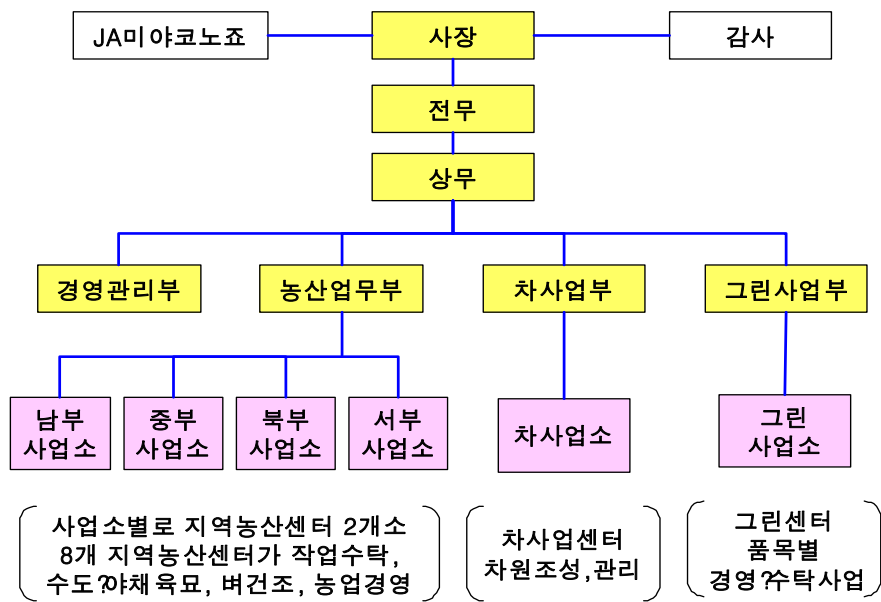 JA미야코노죠
사장
감사
전무
상무
경영관리부
농산업무부
차사업부
그린사업부
남부
사업소
중부
사업소
북부
사업소
서부
사업소
차사업소
그린
사업소
사업소별로 지역농산센터 2개소
8개 지역농산센터가 작업수탁,
수도?야채육묘, 벼건조, 농업경영
차사업센터
차원조성,관리
그린센터
품목별
경영?수탁사업